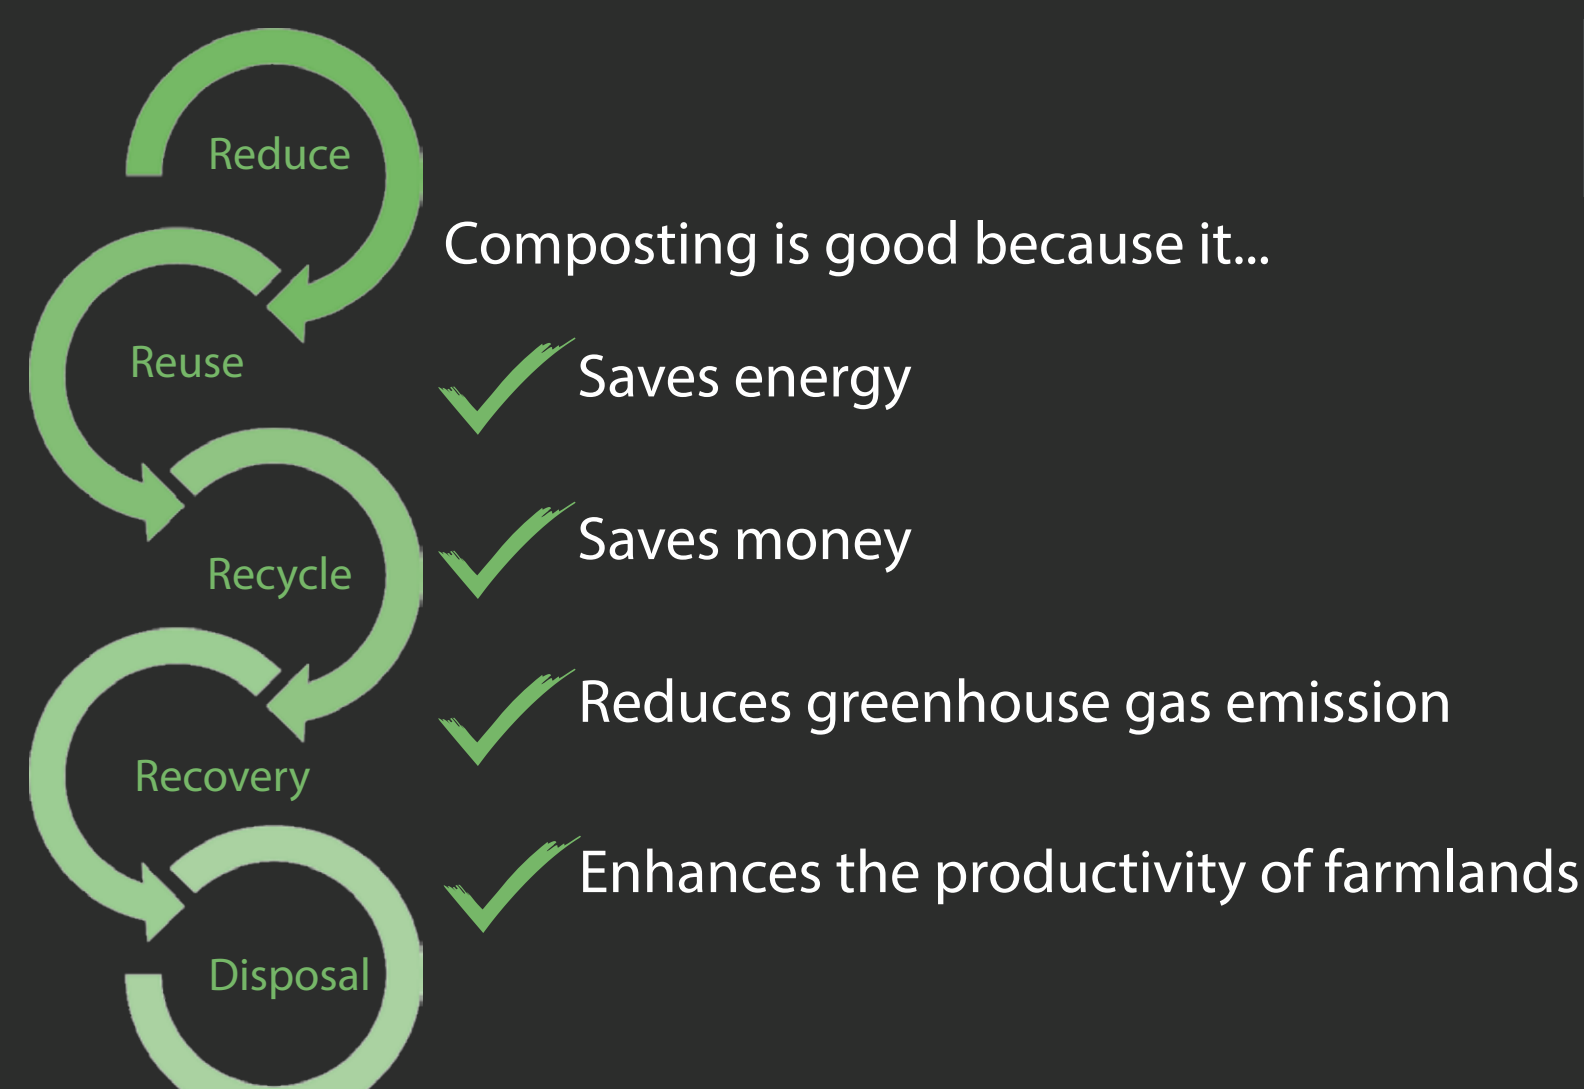 Reduce
Reuse
Recycle
Recovery
Disposal
Composting is good because it...
Saves energy
Saves money
Reduces greenhouse gas emission
Enhances the productivity of farmlands